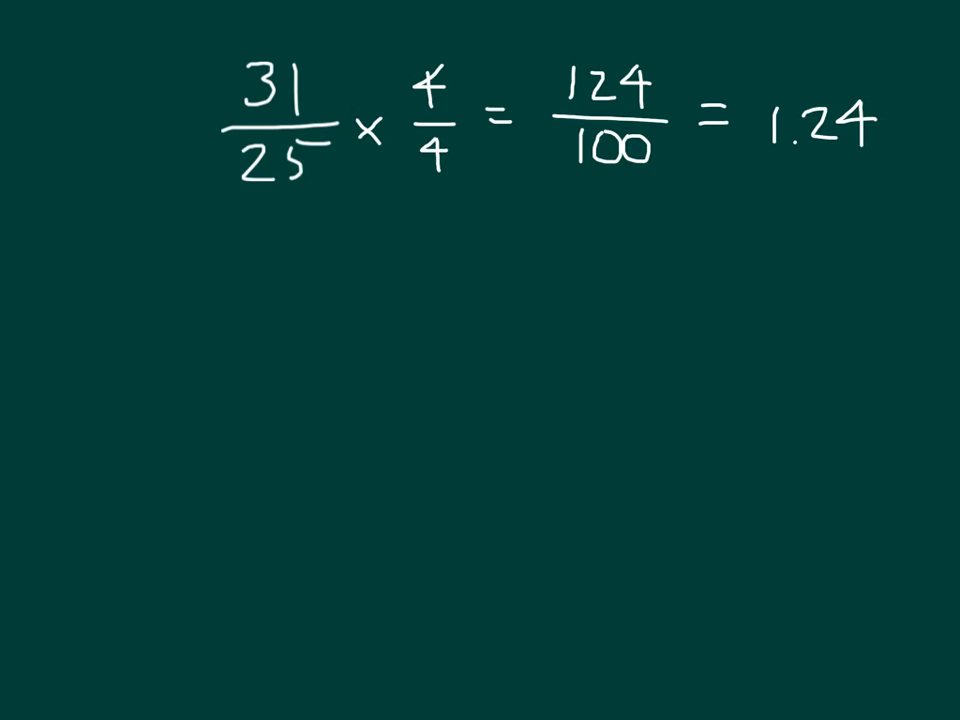 31/25 × 4/4 = 124/100 = 1.24